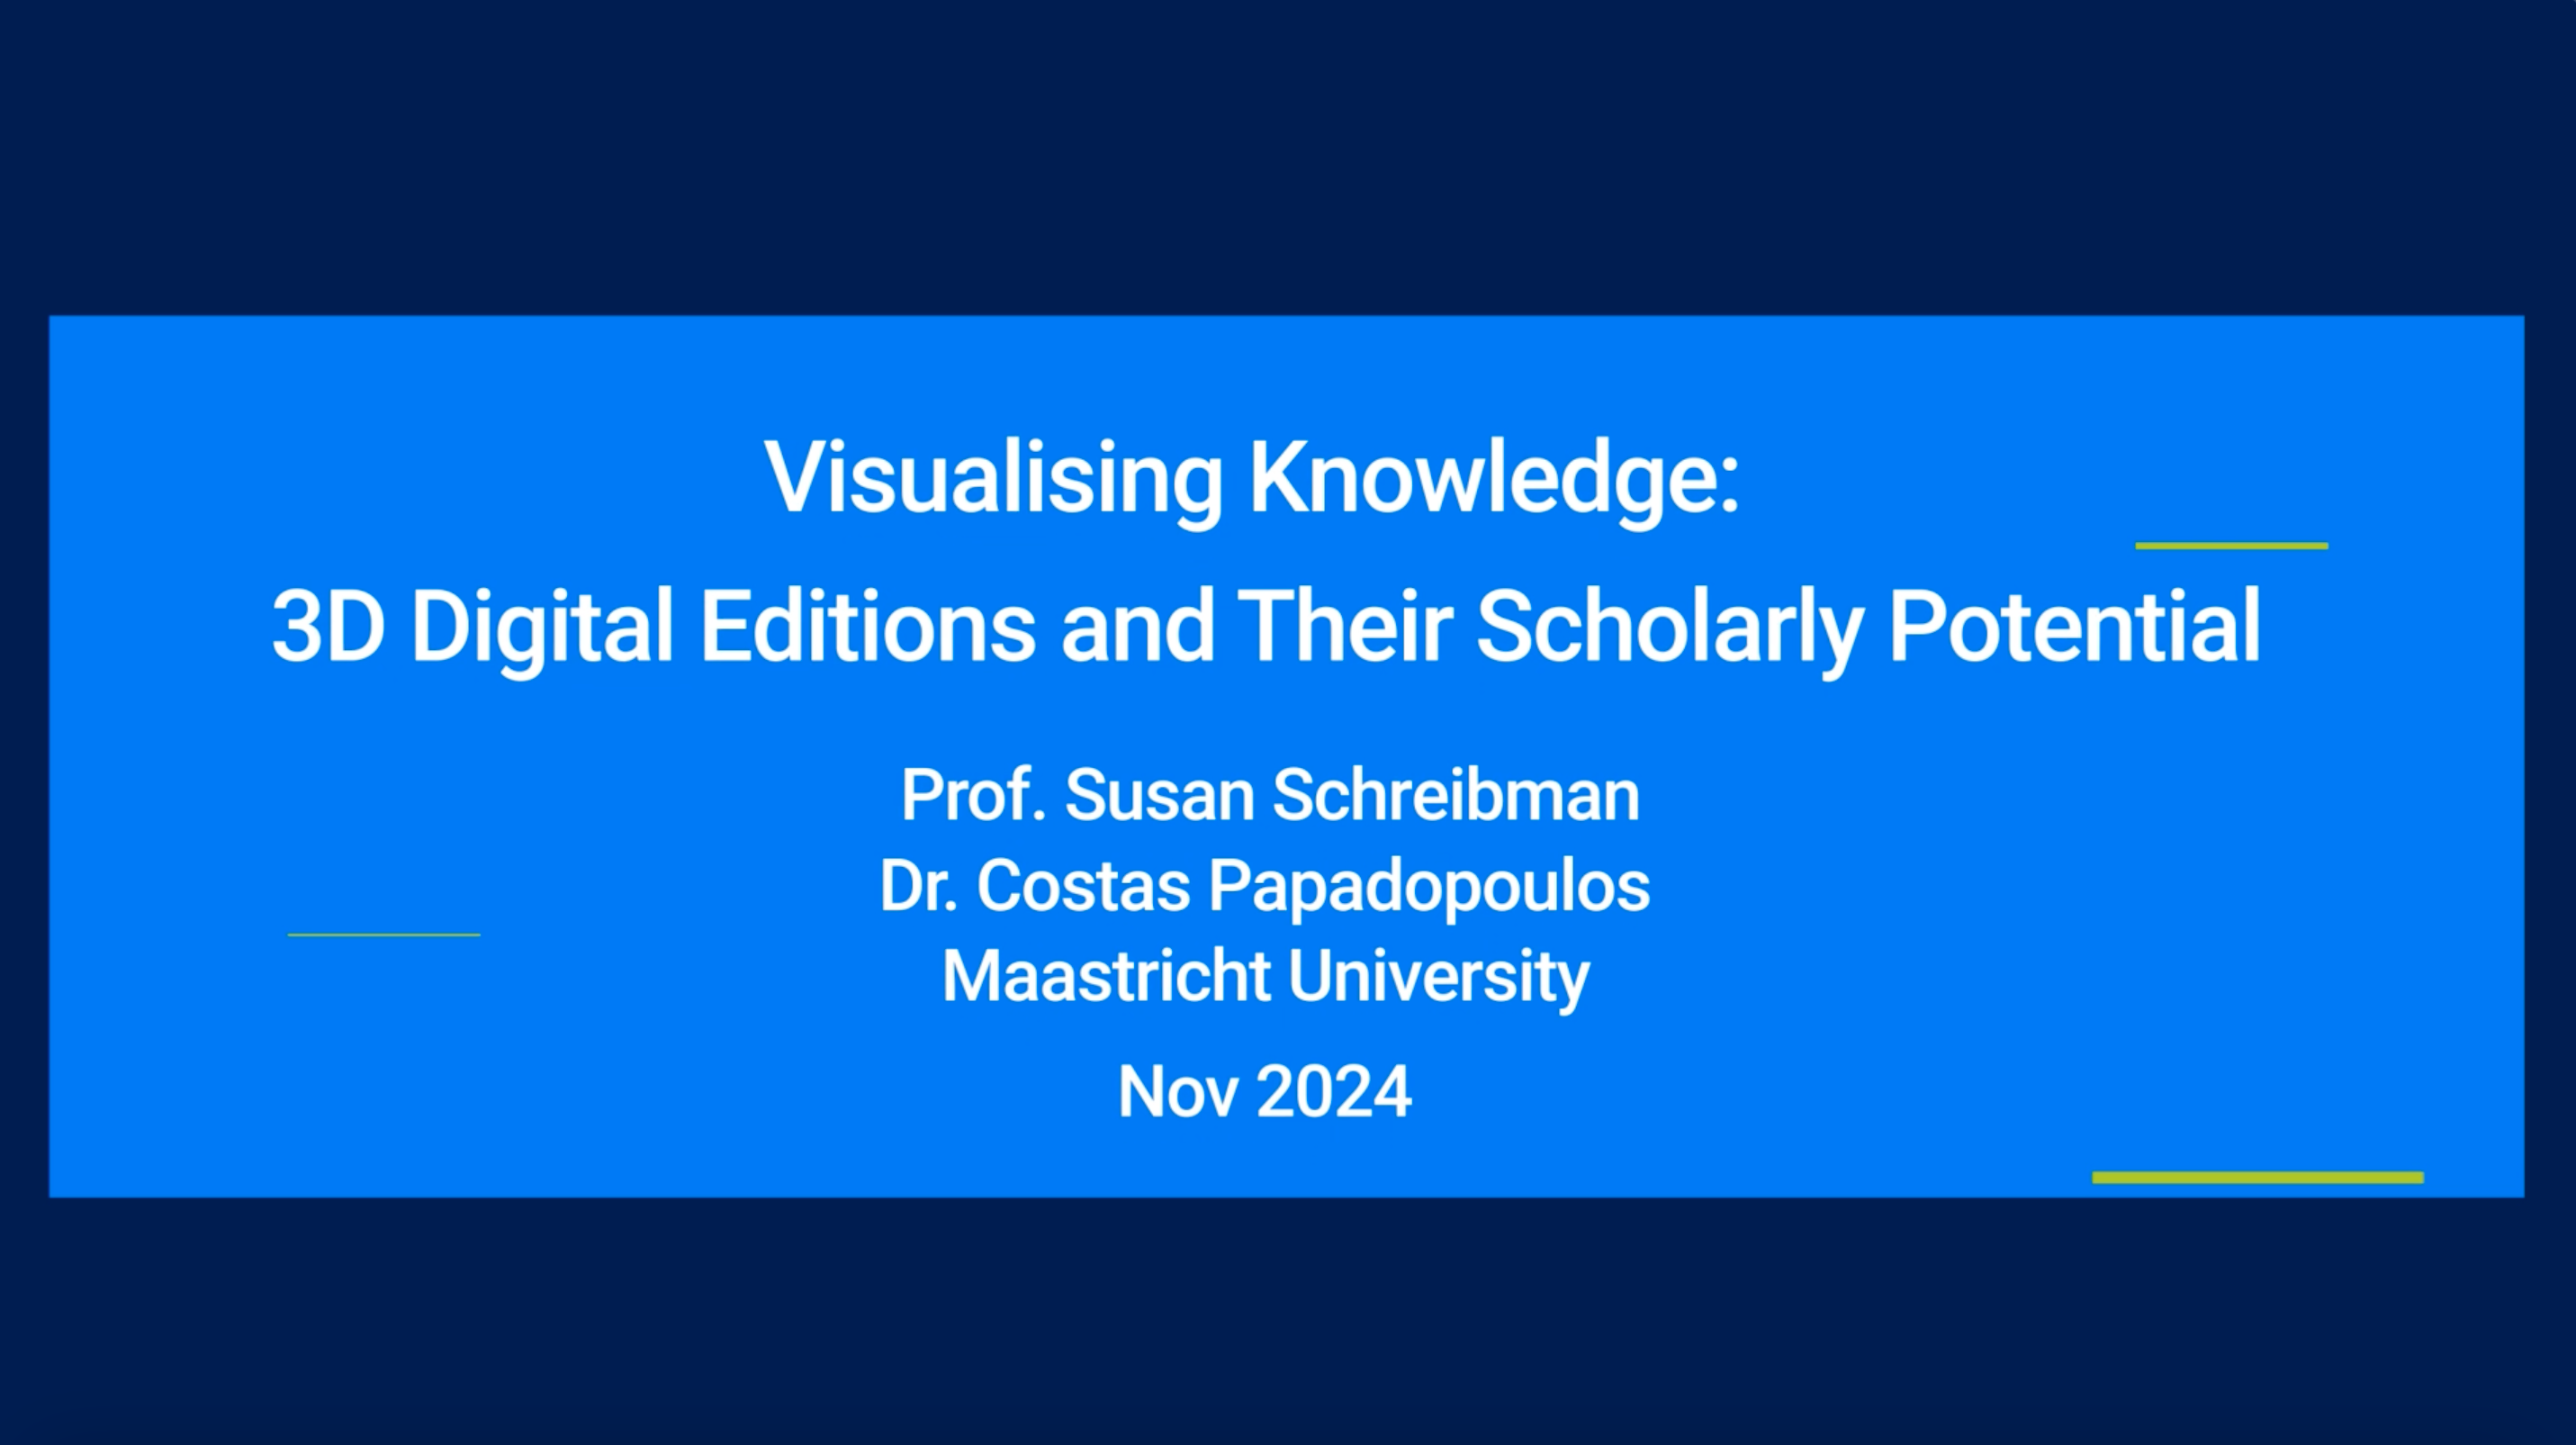 Visualising Knowledge:
3D Digital Editions and Their Scholarly Potential
Prof. Susan Schreibman
Dr. Costas Papadopoulos
Maastricht University
Nov 2024